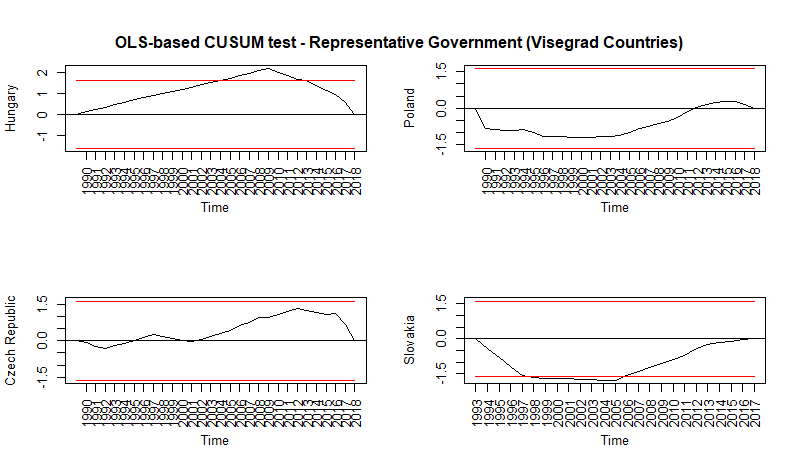 OLS-based CUSUM test - Representative Government (Visegrad Countries)
Hungary
2
1
0
-1
1990 1991 1992 1993 1994 1995 1996 1997 1998 1999 2000 2001 2002 2003 2004 2005 2006 2007 2008 2009 2010 2011 2012 2013 2014 2015 2016 2017 2018
Time
Poland
1.5
0.0
-1.5
1990 1991 1992 1993 1994 1995 1996 1997 1998 1999 2000 2001 2002 2003 2004 2005 2006 2007 2008 2009 2010 2011 2012 2013 2014 2015 2016 2017 2018
Time
Czech Republic
1.5
0.0
-1.5
1990 1991 1992 1993 1994 1995 1996 1997 1998 1999 2000 2001 2002 2003 2004 2005 2006 2007 2008 2009 2010 2011 2012 2013 2014 2015 2016 2017 2018
Time
Slovakia
1.5
0.0
-1.5
1993 1994 1995 1996 1997 1998 1999 2000 2001 2002 2003 2004 2005 2006 2007 2008 2009 2010 2011 2012 2013 2014 2015 2016 2017
Time